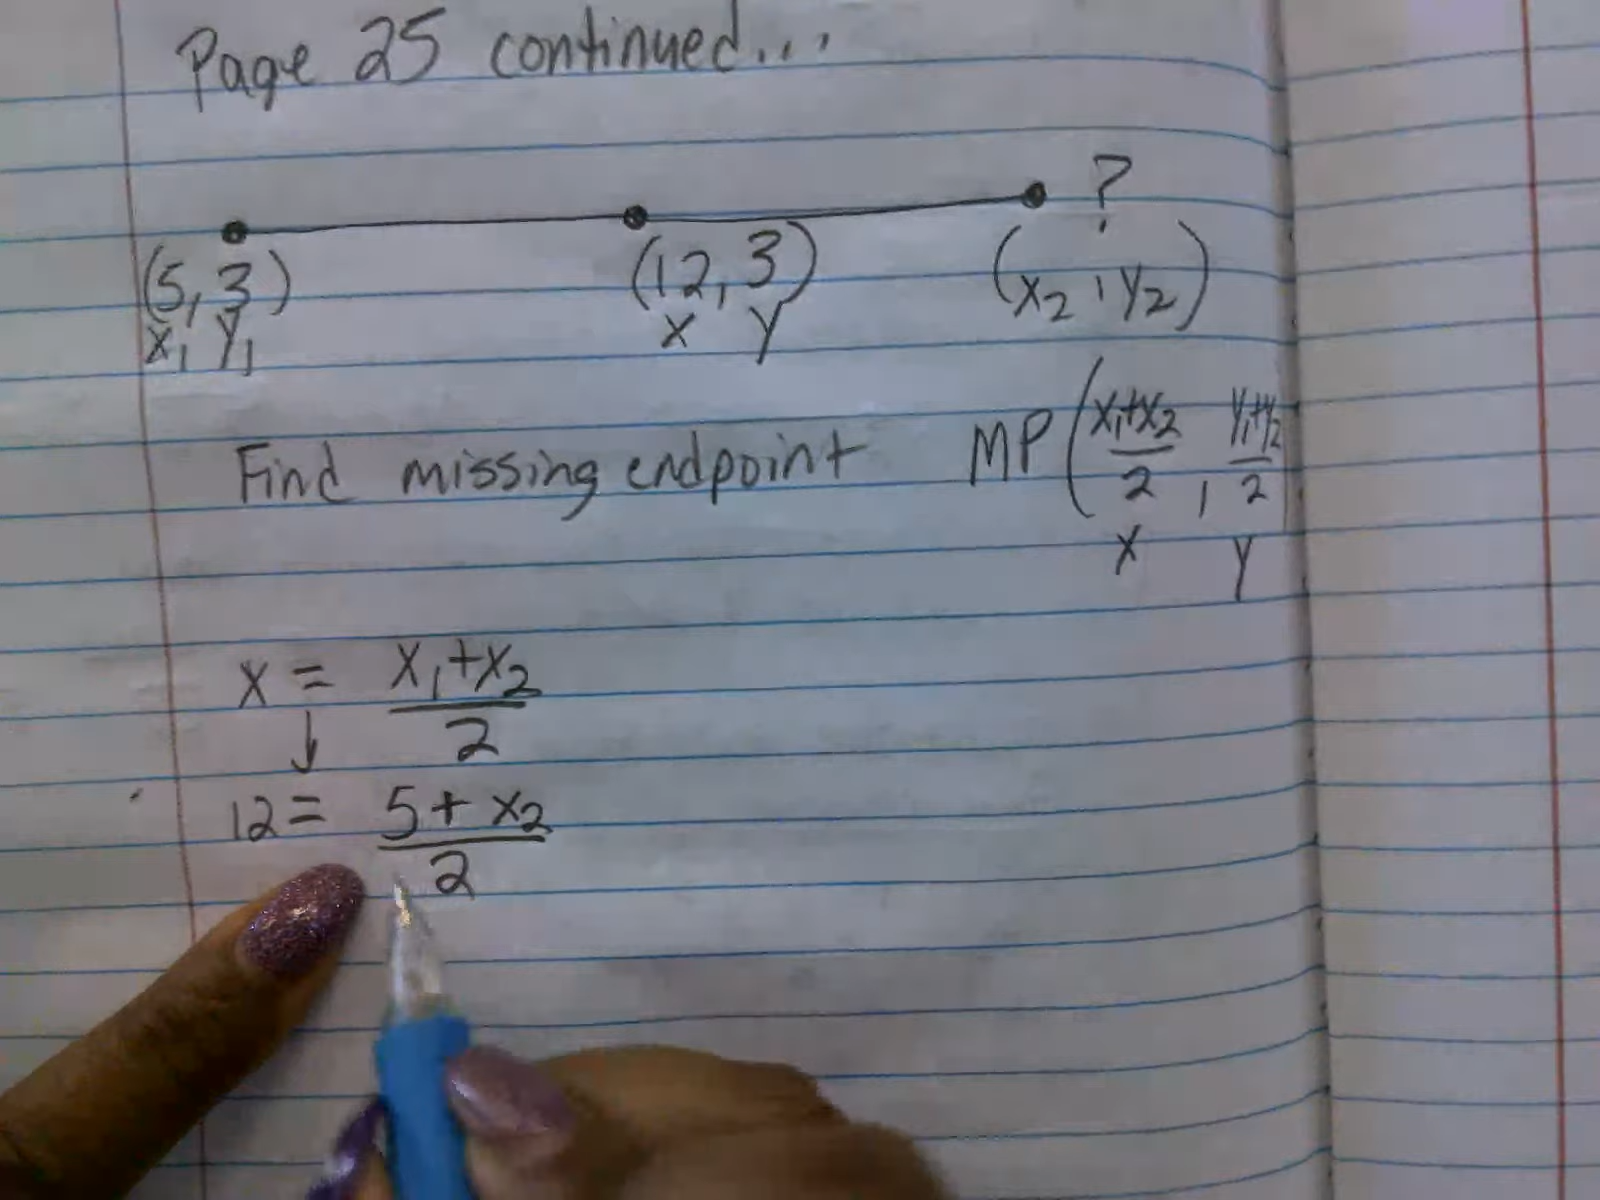 Page 25 continued...
?
(5, 3) (12, 3) (x₂, y₂)
x₁ y₁ x y
Find missing endpoint MP (x₁+x₂/2, y₁+y₂/2)
x y
x = x₁+x₂/2
↓
12 = 5 + x₂/2